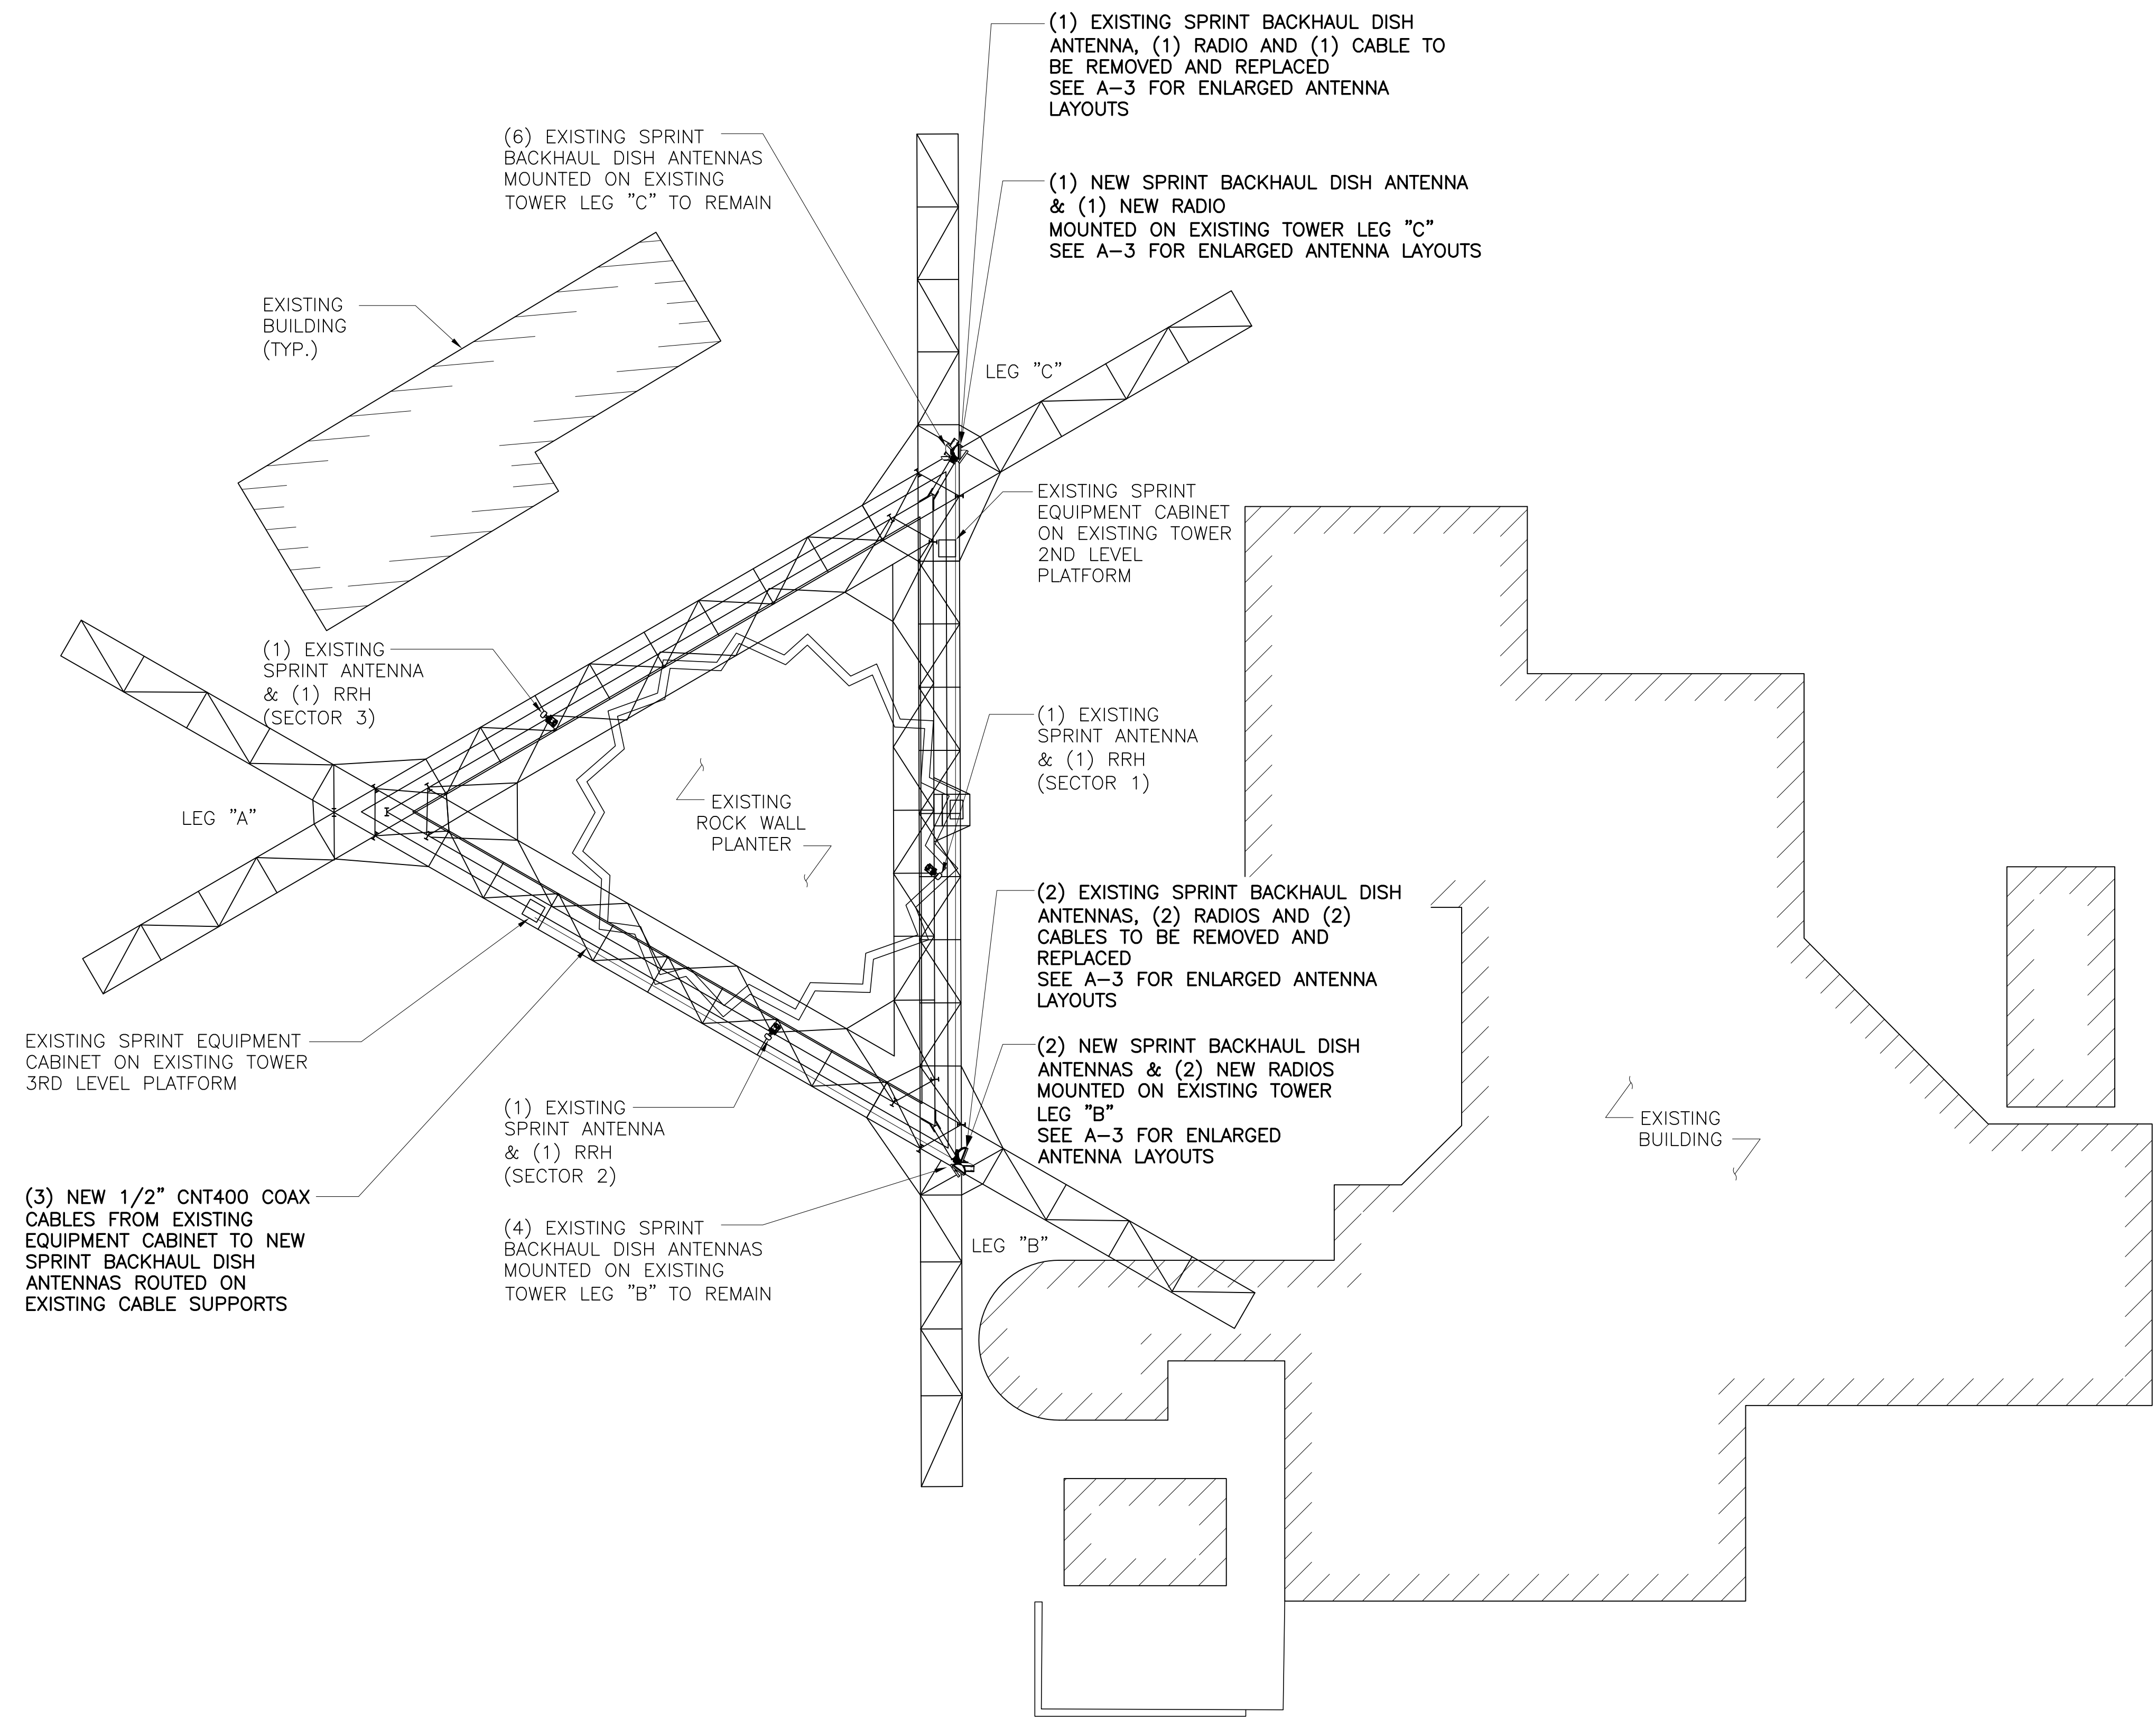 (1) EXISTING SPRINT BACKHAUL DISH
ANTENNA, (1) RADIO AND (1) CABLE TO
BE REMOVED AND REPLACED
SEE A-3 FOR ENLARGED ANTENNA
LAYOUTS
(6) EXISTING SPRINT
BACKHAUL DISH ANTENNAS
MOUNTED ON EXISTING
TOWER LEG "C" TO REMAIN
(1) NEW SPRINT BACKHAUL DISH ANTENNA
& (1) NEW RADIO
MOUNTED ON EXISTING TOWER LEG "C"
SEE A-3 FOR ENLARGED ANTENNA LAYOUTS
EXISTING
BUILDING
(TYP.)
LEG "C"
EXISTING SPRINT
EQUIPMENT CABINET
ON EXISTING TOWER
2ND LEVEL
PLATFORM
(1) EXISTING
SPRINT ANTENNA
& (1) RRH
(SECTOR 3)
(1) EXISTING
SPRINT ANTENNA
& (1) RRH
(SECTOR 1)
LEG "A"
EXISTING
ROCK WALL
PLANTER
(2) EXISTING SPRINT BACKHAUL DISH
ANTENNAS, (2) RADIOS AND (2)
CABLES TO BE REMOVED AND
REPLACED
SEE A-3 FOR ENLARGED ANTENNA
LAYOUTS
EXISTING SPRINT EQUIPMENT
CABINET ON EXISTING TOWER
3RD LEVEL PLATFORM
(2) NEW SPRINT BACKHAUL DISH
ANTENNAS & (2) NEW RADIOS
MOUNTED ON EXISTING TOWER
LEG "B"
SEE A-3 FOR ENLARGED
ANTENNA LAYOUTS
(1) EXISTING
SPRINT ANTENNA
& (1) RRH
(SECTOR 2)
EXISTING
BUILDING
(3) NEW 1/2" CNT400 COAX
CABLES FROM EXISTING
EQUIPMENT CABINET TO NEW
SPRINT BACKHAUL DISH
ANTENNAS ROUTED ON
EXISTING CABLE SUPPORTS
(4) EXISTING SPRINT
BACKHAUL DISH ANTENNAS
MOUNTED ON EXISTING
TOWER LEG "B" TO REMAIN
LEG "B"